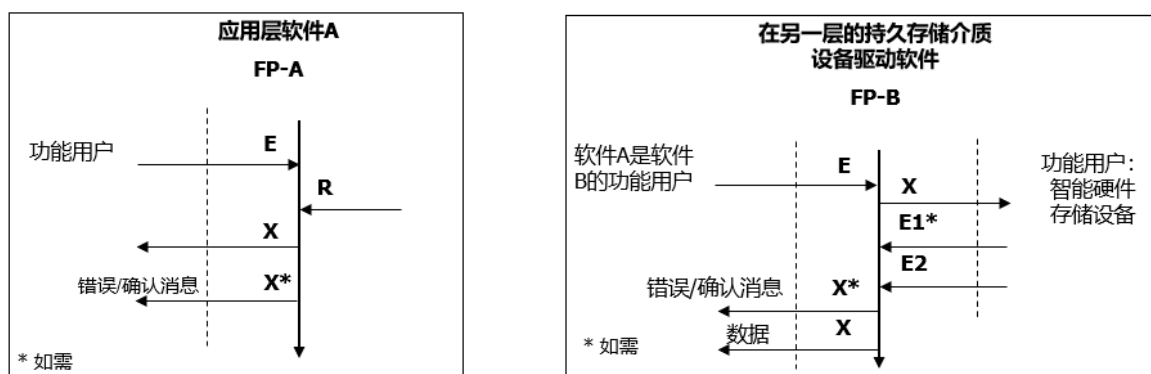 应用层软件A
FP-A
功能用户
E
R
X
错误/确认消息
X*
* 如需
在另一层的持久存储介质
设备驱动软件
FP-B
软件A是软件
B的功能用户
E
X
功能用户：
智能硬件
存储设备
E1*
E2
错误/确认消息
X*
数据
X
* 如需